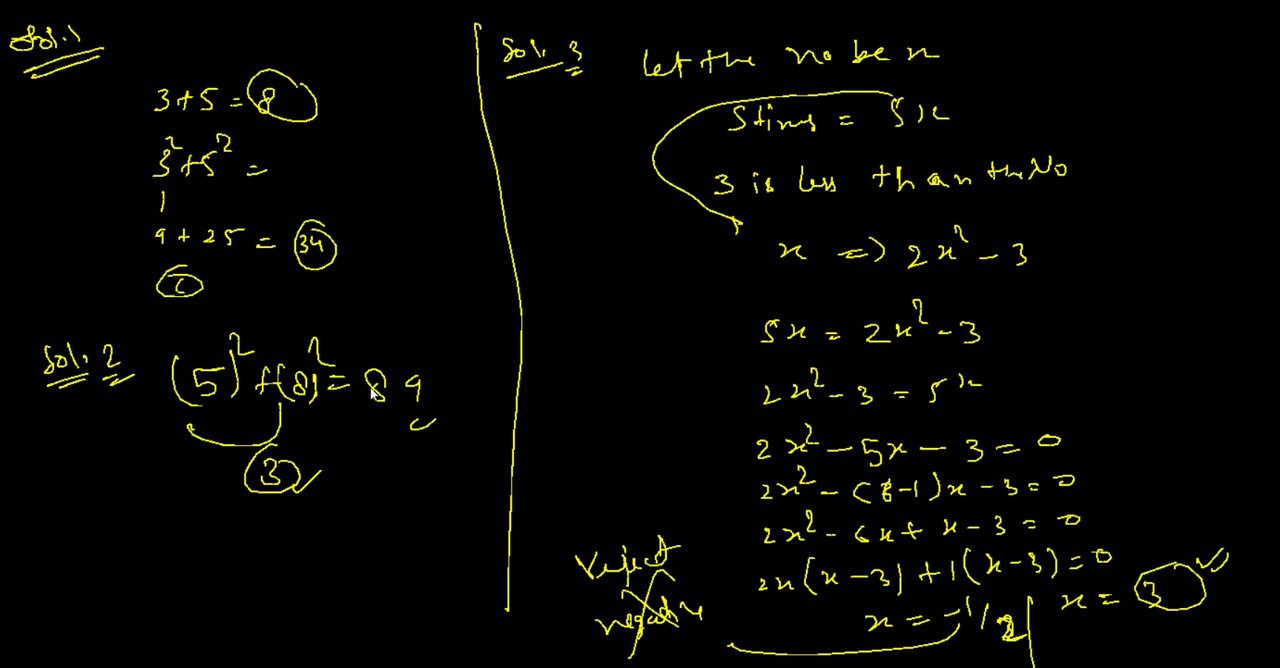 Sol. 1
3 + 5 = 8
3² + 5² =
9 + 25 = 34
Sol. 2
(5)² + (8)² = 89
3
Sol. 3
let the no be x
5 times = 5x
3 is less than the No
x => 2x² - 3
5x = 2x² - 3
2x² - 3 = 5x
2x² - 5x - 3 = 0
2x² - (6-1)x - 3 = 0
2x² - 6x + x - 3 = 0
2x(x - 3) + 1(x - 3) = 0
x = -1/2 | x = 3
reject
negative